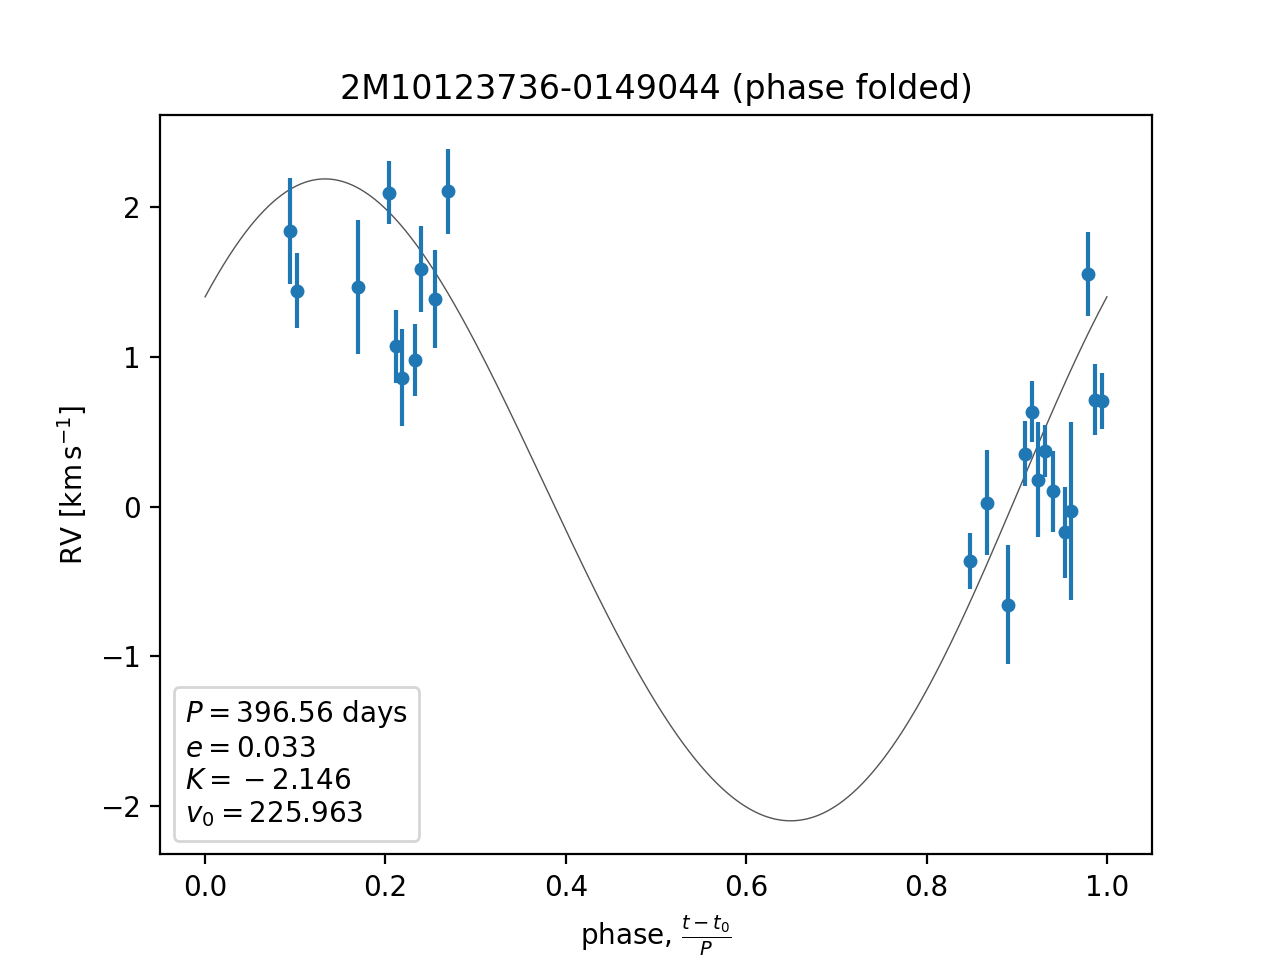 2M10123736-0149044 (phase folded)
RV [km s⁻¹]
2
1
0
−1
−2
P = 396.56 days
e = 0.033
K = −2.146
v₀ = 225.963
0.0 0.2 0.4 0.6 0.8 1.0
phase, (t − t₀)/P